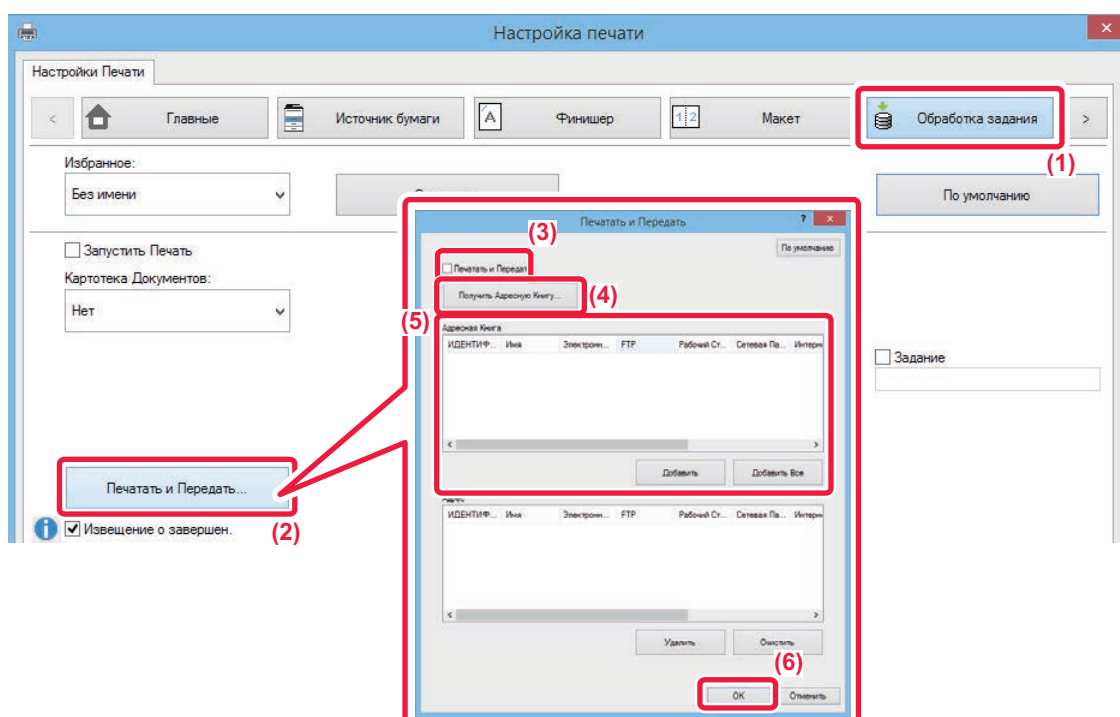 Настройка печати
Настройки Печати
< Главные Источник бумаги Финишер Макет Обработка задания >
(1)
Избранное:
Без имени
По умолчанию
Запустить Печать
Картотека Документов:
Нет
Задание
Печатать и Передать...
(2)
Извещение о завершен.
Печатать и Передать ?
По умолчанию
(3)
Печатать и Передат
Получить Адресную Книгу...
(4)
(5)
Адресная Книга
ИДЕНТИФ... Имя Электронн... FTP Рабочий Ст... Сетевая Па... Интерн
Добавить Добавить Все
ИДЕНТИФ... Имя Электронн... FTP Рабочий Ст... Сетевая Па... Интерн
Удалить Очистить
(6)
OK Отменить